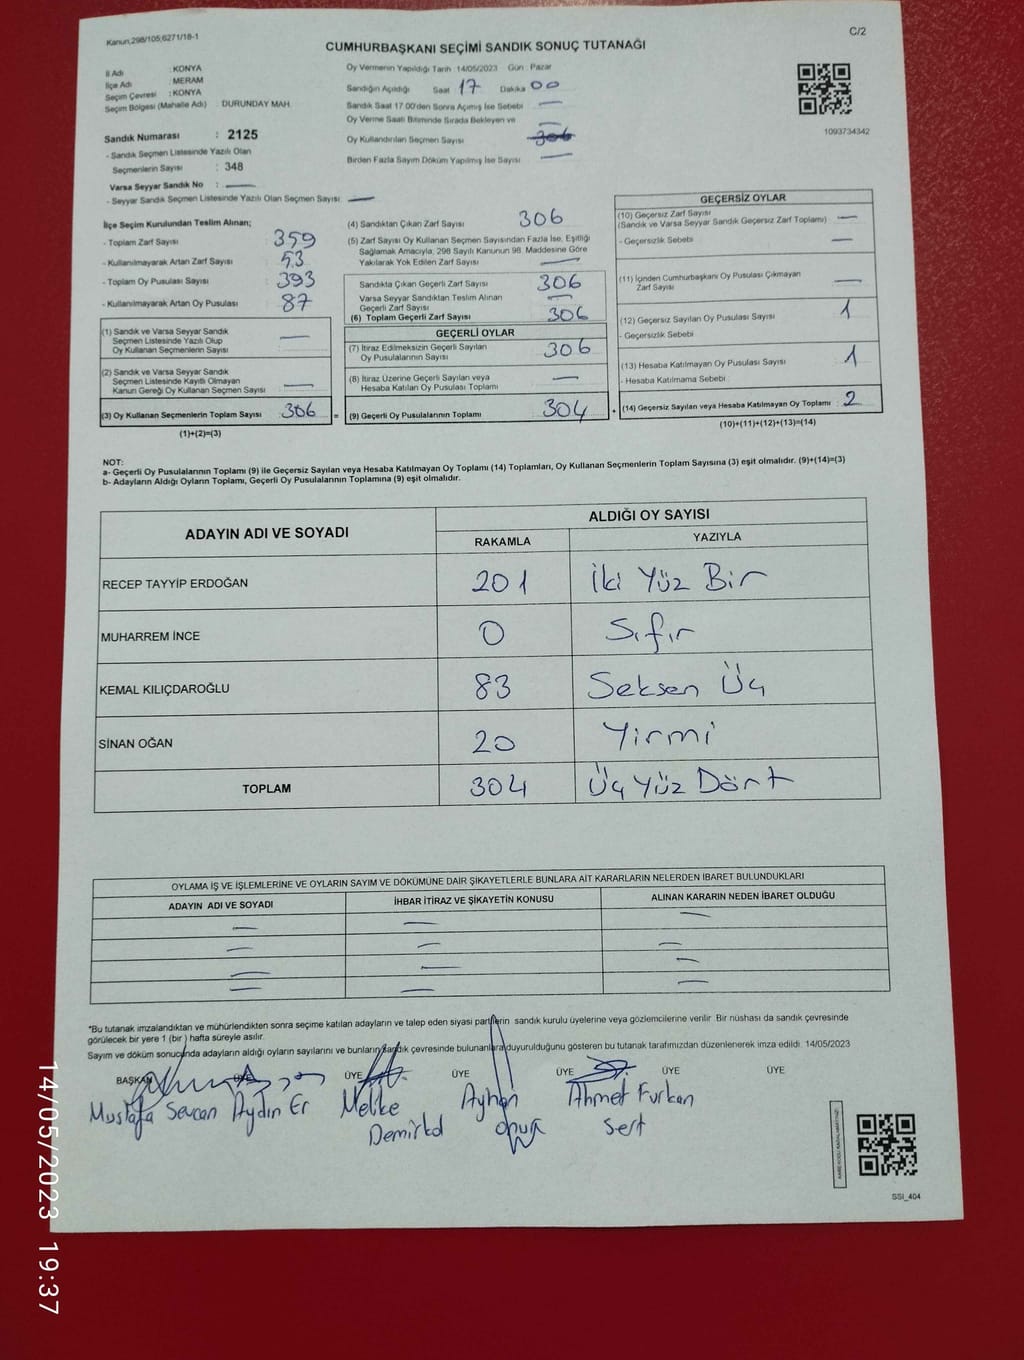 Kanun,298/105,6271/18-1
C/2
CUMHURBAŞKANI SEÇİMİ SANDIK SONUÇ TUTANAĞI
İl Adı : KONYA
İlçe Adı : MERAM
Seçim Çevresi : KONYA
Seçim Bölgesi (Mahalle Adı) : DURUNDAY MAH.
Sandık Numarası : 2125
- Sandık Seçmen Listesinde Yazılı Olan
Seçmenlerin Sayısı : 348
Varsa Seyyar Sandık No : —
- Seyyar Sandık Seçmen Listesinde Yazılı Olan Seçmen Sayısı : —
Oy Vermenin Yapıldığı Tarih 14/05/2023 Gün : Pazar
Sandığın Açıldığı Saat 17 Dakika 00
Sandık Saat 17.00'den Sonra Açılmış İse Sebebi —
Oy Verme Saati Bitiminde Sırada Bekleyen ve —
Oy Kullandırılan Seçmen Sayısı 306
Birden Fazla Sayım Döküm Yapılmış İse Sayısı —
1093734342
İlçe Seçim Kurulundan Teslim Alınan;
- Toplam Zarf Sayısı 359
- Kullanılmayarak Artan Zarf Sayısı 53
- Toplam Oy Pusulası Sayısı 393
- Kullanılmayarak Artan Oy Pusulası 87
(1) Sandık ve Varsa Seyyar Sandık
Seçmen Listesinde Yazılı Olup
Oy Kullanan Seçmenlerin Sayısı —
(2) Sandık ve Varsa Seyyar Sandık
Seçmen Listesinde Kayıtlı Olmayan
Kanun Gereği Oy Kullanan Seçmen Sayısı —
(3) Oy Kullanan Seçmenlerin Toplam Sayısı 306 =
(1)+(2)=(3)
(4) Sandıktan Çıkan Zarf Sayısı 306
(5) Zarf Sayısı Oy Kullanan Seçmen Sayısından Fazla İse, Eşitliği
Sağlamak Amacıyla, 298 Sayılı Kanunun 98. Maddesine Göre
Yakılarak Yok Edilen Zarf Sayısı —
Sandıkta Çıkan Geçerli Zarf Sayısı 306
Varsa Seyyar Sandıktan Teslim Alınan
Geçerli Zarf Sayısı —
(6) Toplam Geçerli Zarf Sayısı 306
GEÇERLİ OYLAR
(7) İtiraz Edilmeksizin Geçerli Sayılan
Oy Pusulalarının Sayısı 306
(8) İtiraz Üzerine Geçerli Sayılan veya
Hesaba Katılan Oy Pusulası Toplamı —
(9) Geçerli Oy Pusulalarının Toplamı 304 +
GEÇERSİZ OYLAR
(10) Geçersiz Zarf Sayısı
(Sandık ve Varsa Seyyar Sandık Geçersiz Zarf Toplamı) —
- Geçersizlik Sebebi —
(11) İçinden Cumhurbaşkanı Oy Pusulası Çıkmayan
Zarf Sayısı —
(12) Geçersiz Sayılan Oy Pusulası Sayısı 1
- Geçersizlik Sebebi
(13) Hesaba Katılmayan Oy Pusulası Sayısı 1
- Hesaba Katılmama Sebebi
(14) Geçersiz Sayılan veya Hesaba Katılmayan Oy Toplamı : 2
(10)+(11)+(12)+(13)=(14)
NOT:
a- Geçerli Oy Pusulalarının Toplamı (9) ile Geçersiz Sayılan veya Hesaba Katılmayan Oy Toplamı (14) Toplamları, Oy Kullanan Seçmenlerin Toplam Sayısına (3) eşit olmalıdır. (9)+(14)=(3)
b- Adayların Aldığı Oyların Toplamı, Geçerli Oy Pusulalarının Toplamına (9) eşit olmalıdır.
ADAYIN ADI VE SOYADI
ALDIĞI OY SAYISI
RAKAMLA YAZIYLA
RECEP TAYYİP ERDOĞAN 201 İki Yüz Bir
MUHARREM İNCE 0 Sıfır
KEMAL KILIÇDAROĞLU 83 Seksen Üç
SİNAN OĞAN 20 Yirmi
TOPLAM 304 Üç Yüz Dört
OYLAMA İŞ VE İŞLEMLERİNE VE OYLARIN SAYIM VE DÖKÜMÜNE DAİR ŞİKAYETLERLE BUNLARA AİT KARARLARIN NELERDEN İBARET BULUNDUKLARI
ADAYIN ADI VE SOYADI İHBAR İTİRAZ VE ŞİKAYETİN KONUSU ALINAN KARARIN NEDEN İBARET OLDUĞU
— — —
— — —
— — —
— — —
*Bu tutanak imzalandıktan ve mühürlendikten sonra seçime katılan adayların ve talep eden siyasi partilerin sandık kurulu üyelerine veya gözlemcilerine verilir. Bir nüshası da sandık çevresinde
görülecek bir yere 1 (bir) hafta süreyle asılır.
Sayım ve döküm sonucunda adayların aldığı oyların sayılarını ve bunların sandık çevresinde bulunanlara duyurulduğunu gösteren bu tutanak tarafımızdan düzenlenerek imza edildi. 14/05/2023
BAŞKAN ÜYE ÜYE ÜYE ÜYE ÜYE ÜYE
Mustafa Sevcan Aydın Er Melike Ayhan Ahmet Furkan
Sert
SSİ_404
14/05/2023 19:37